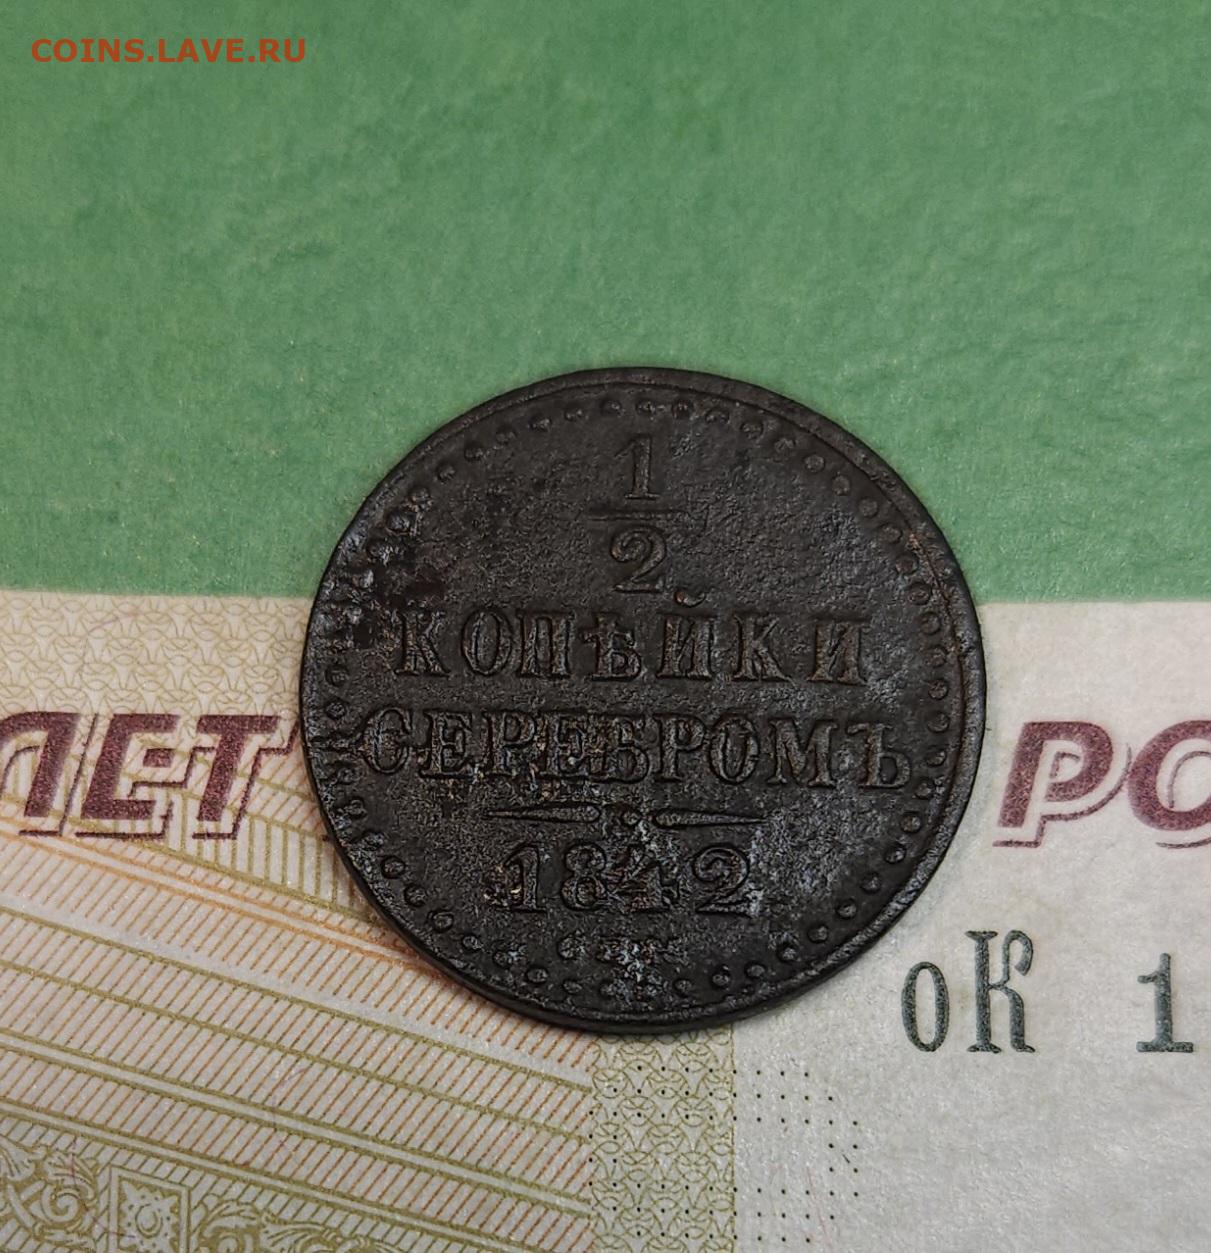 COINS.LAVE.RU
1
2
КОПѢЙКИ
СЕРЕБРОМЪ
1842
ЛЕТ РО
оК 1